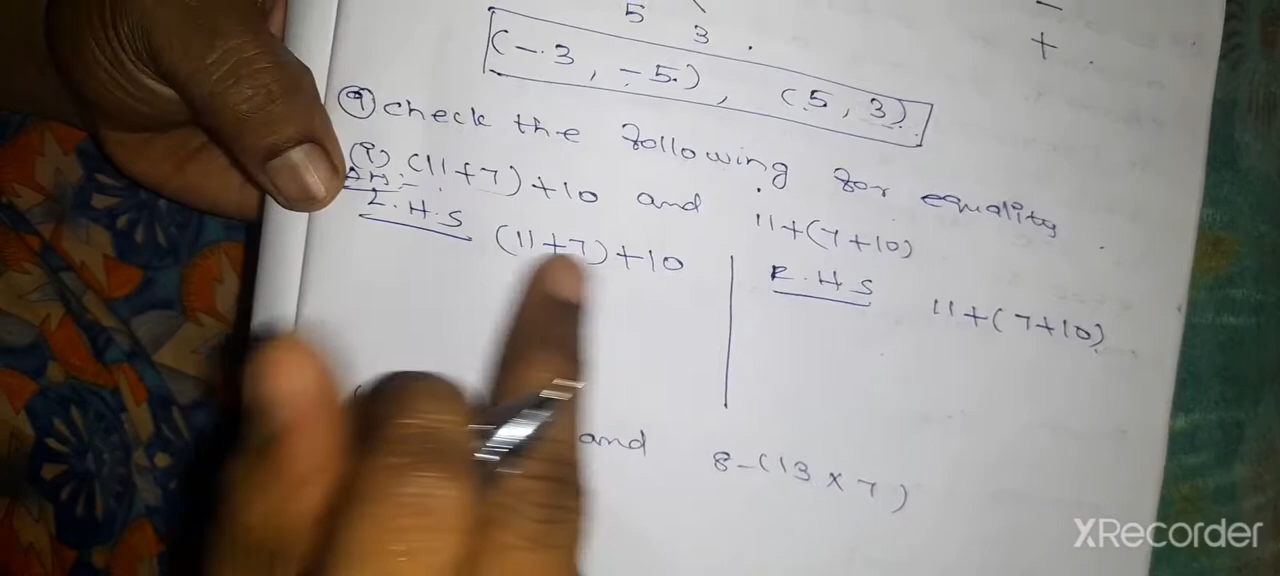 5
3 .
(-3, -5), (5, 3).
-
+
9 check the following for equality.
(i) (11+7)+10 and 11+(7+10)
Ans:-
L.H.S (11+7)+10
R.H.S 11+(7+10)
and 8-(13 × 7)
XRecorder